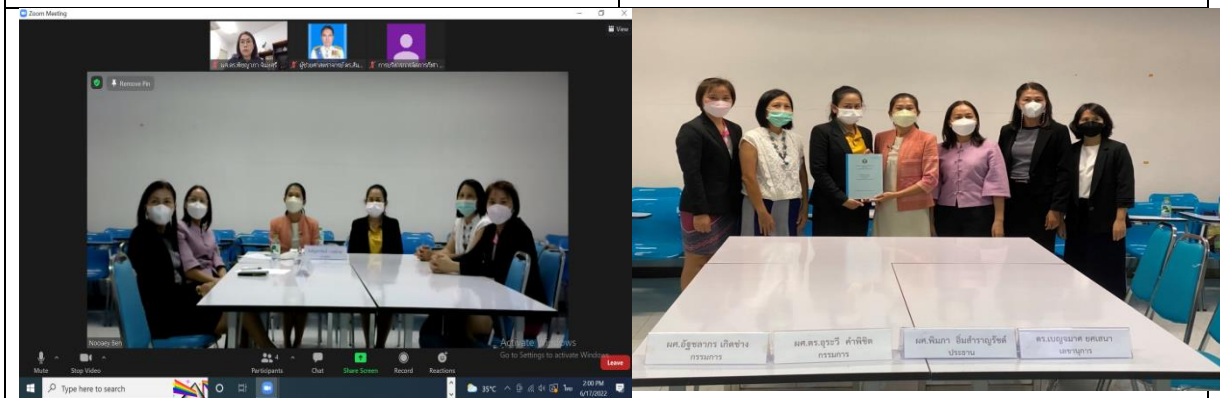 Zoom Meeting
View
Remove Pin
Nooaey Ben
Activate Windows
Go to Settings to activate Windows.
Mute
Stop Video
4
Participants
Chat
Share Screen
Record
Reactions
Leave
Type here to search
35°C
ไทย
2:00 PM
6/17/2022
ผศ.อัฐชลากร เกิดช่าง
กรรมการ
ผศ.ดร.อุระวี คำพิชิต
กรรมการ
ผศ.พิมภา อิ่มสำราญรัชต์
ประธาน
ดร.เบญจมาศ ยศเสนา
เลขานุการ